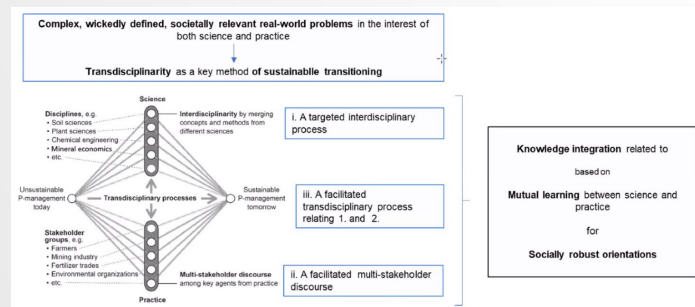 Complex, wickedly defined, societally relevant real-world problems in the interest of
both science and practice
Transdisciplinarity as a key method of sustainablle transitioning
Science
Disciplines, e.g.
• Soil sciences
• Plant sciences
• Chemical engineering
• Mineral economics
• etc.
Interdisciplinarity by merging
concepts and methods from
different sciences
Unsustainable
P-management
today
Transdisciplinary processes
Sustainable
P-management
tomorrow
Stakeholder
groups, e.g.
• Farmers
• Mining industry
• Fertilizer trades
• Environmental organizations
• etc.
Multi-stakeholder discourse
among key agents from practice
Practice
i. A targeted interdisciplinary
process
iii. A facilitated
transdisciplinary process
relating 1. and 2.
ii. A facilitated multi-stakeholder
discourse
Knowledge integration related to
based on
Mutual learning between science and
practice
for
Socially robust orientations